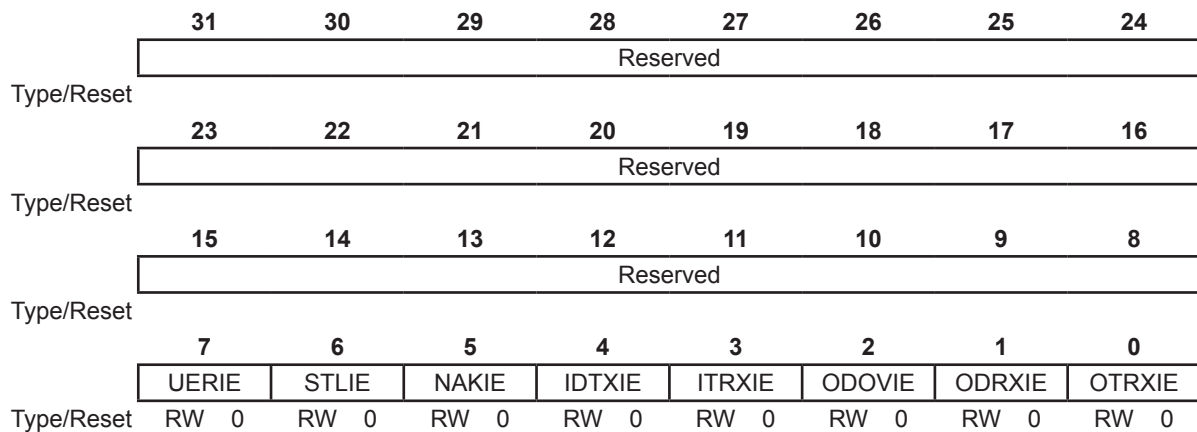 31 30 29 28 27 26 25 24
Reserved
Type/Reset
23 22 21 20 19 18 17 16
Reserved
Type/Reset
15 14 13 12 11 10 9 8
Reserved
Type/Reset
7 6 5 4 3 2 1 0
UERIE STLIE NAKIE IDTXIE ITRXIE ODOVIE ODRXIE OTRXIE
Type/Reset RW 0 RW 0 RW 0 RW 0 RW 0 RW 0 RW 0 RW 0